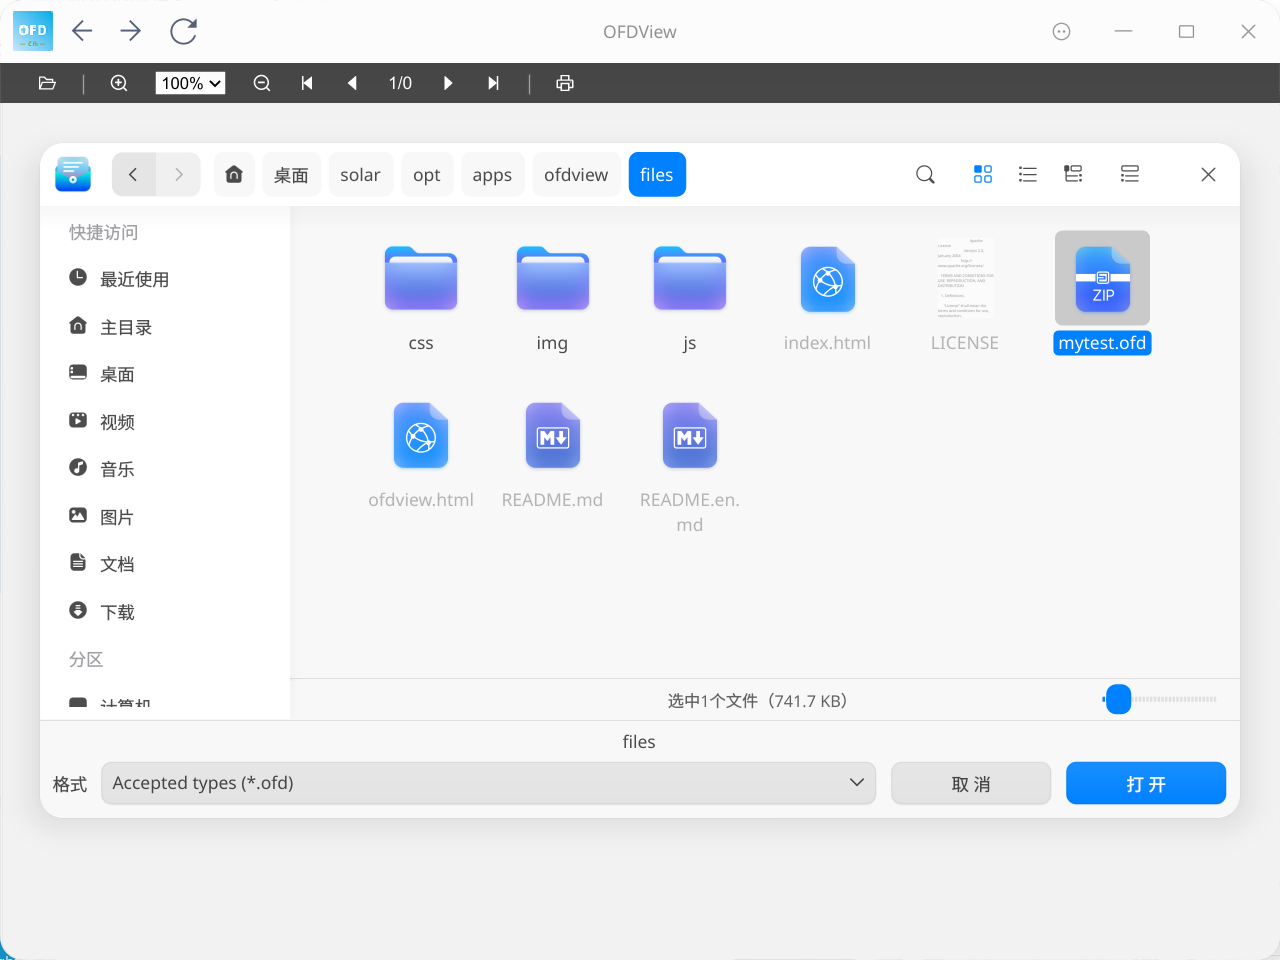 OFD
OFDView
100%
1/0
桌面
solar
opt
apps
ofdview
files
快捷访问
最近使用
主目录
桌面
视频
音乐
图片
文档
下载
分区
计算机
css
img
js
index.html
LICENSE
ZIP
mytest.ofd
ofdview.html
README.md
README.en.
md
选中1个文件（741.7 KB）
files
格式
Accepted types (*.ofd)
取 消
打 开